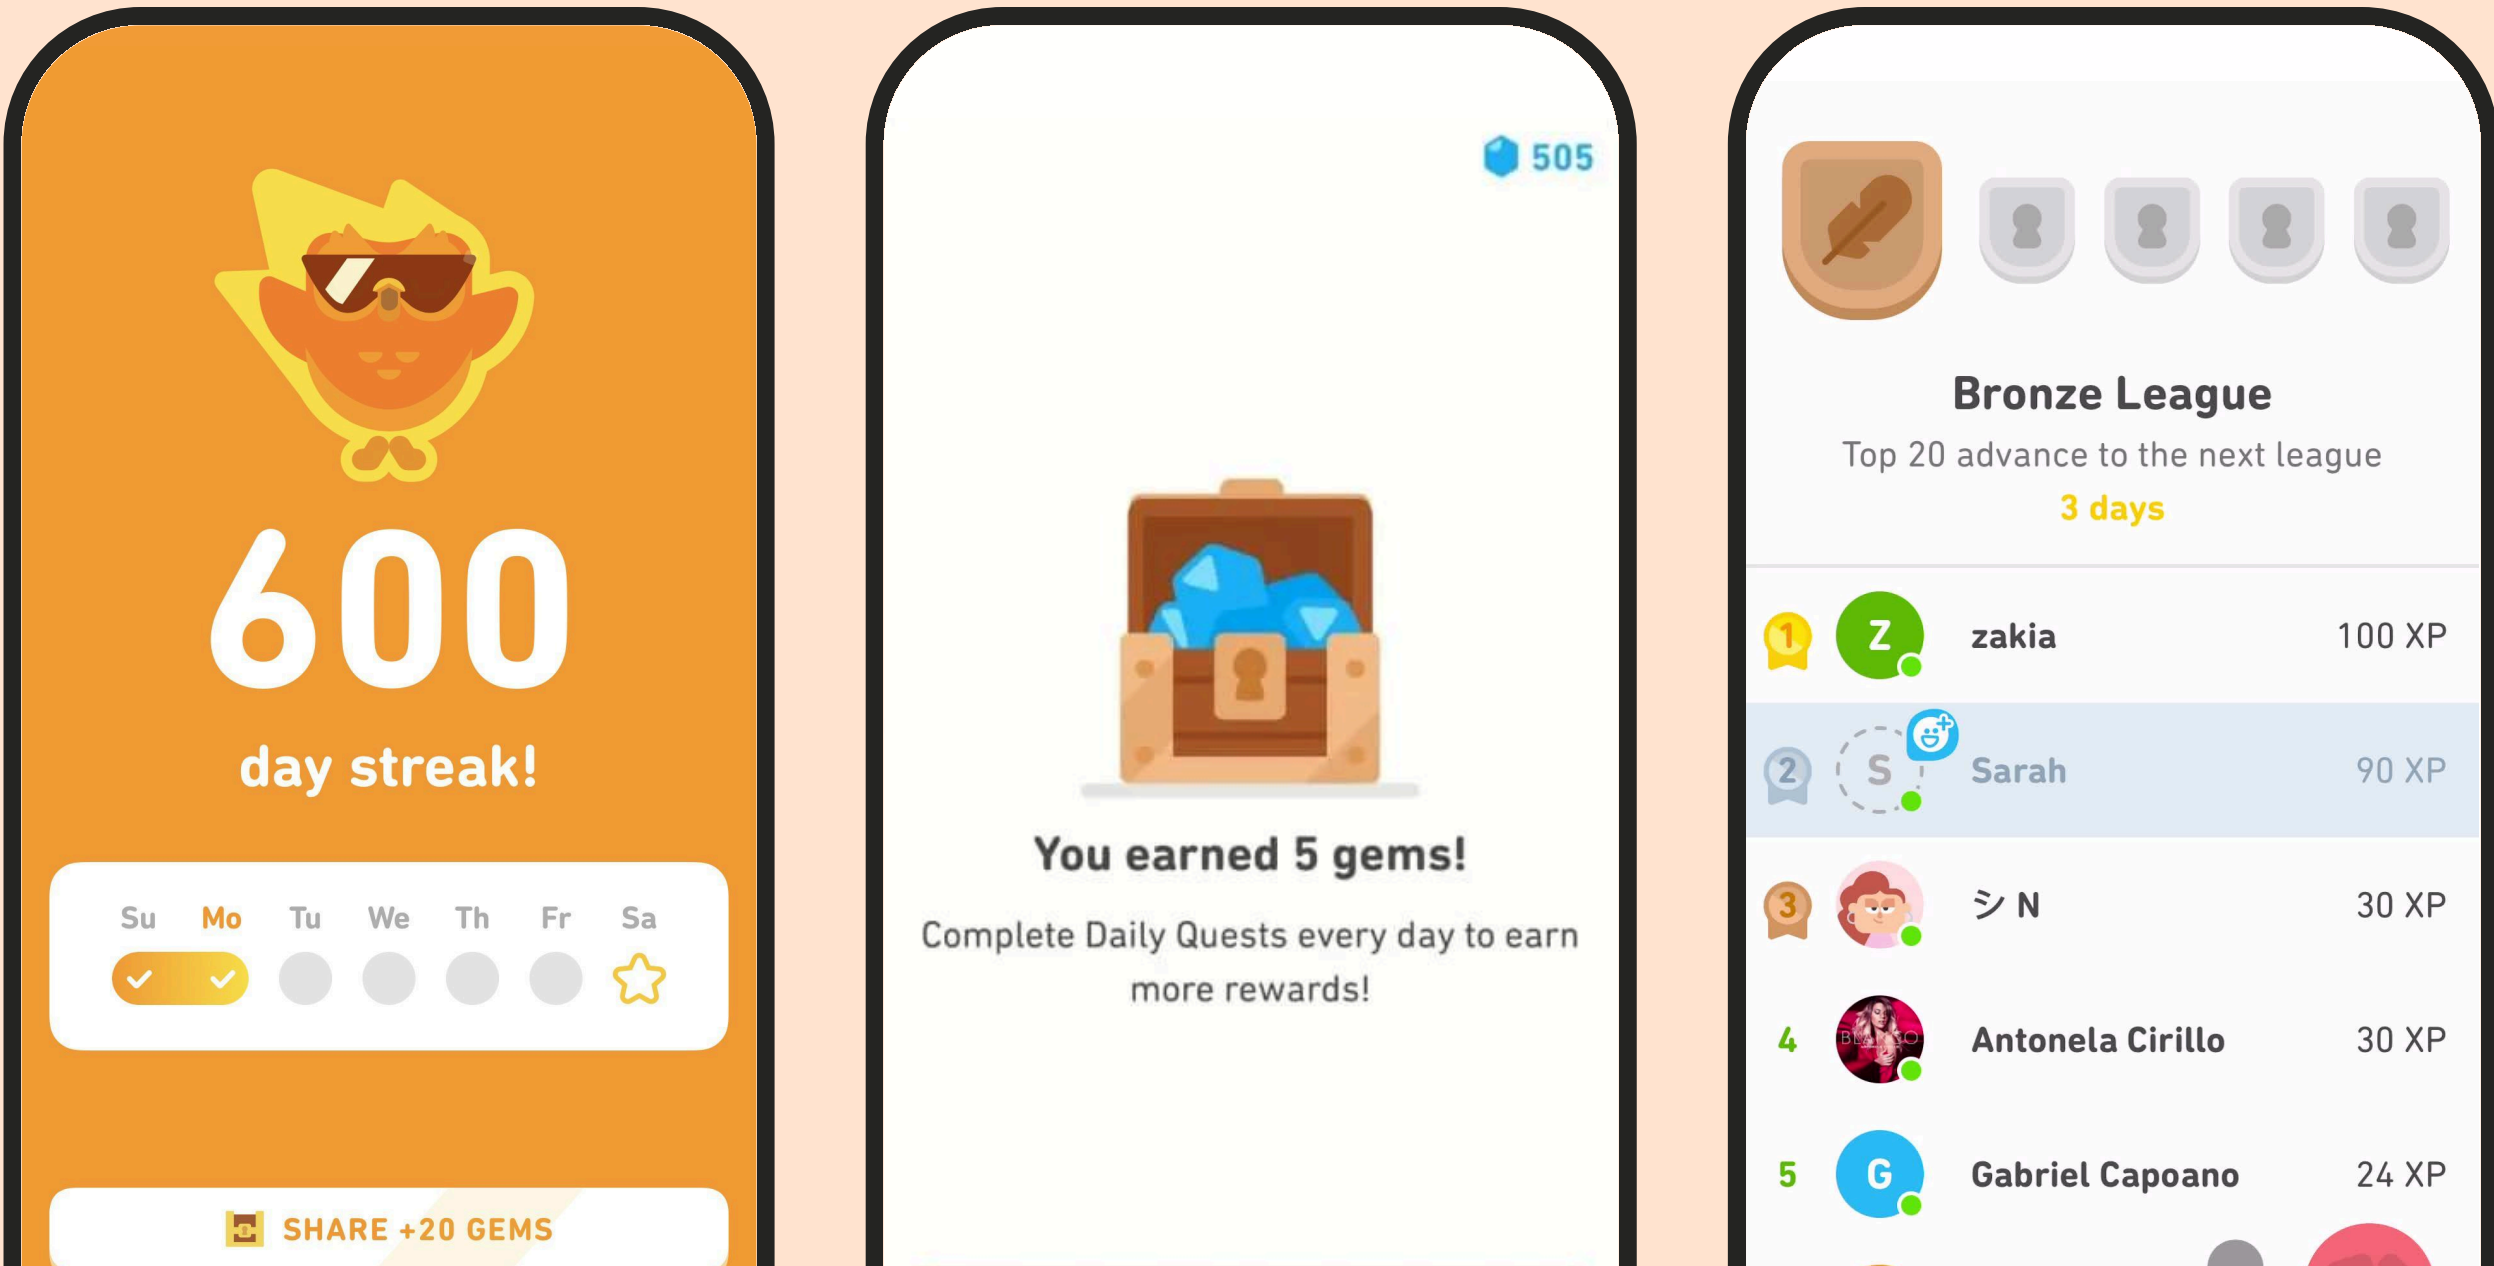 600
day streak!
Su Mo Tu We Th Fr Sa
SHARE +20 GEMS
505
You earned 5 gems!
Complete Daily Quests every day to earn
more rewards!
Bronze League
Top 20 advance to the next league
3 days
1 Z zakia 100 XP
2 S Sarah 90 XP
3 シ N 30 XP
4 Antonela Cirillo 30 XP
5 G Gabriel Capoano 24 XP